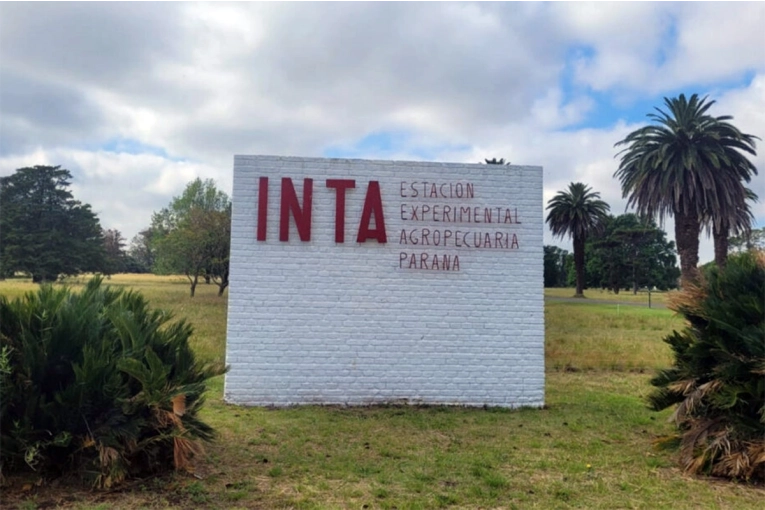 INTA
ESTACION
EXPERIMENTAL
AGROPECUARIA
PARANA